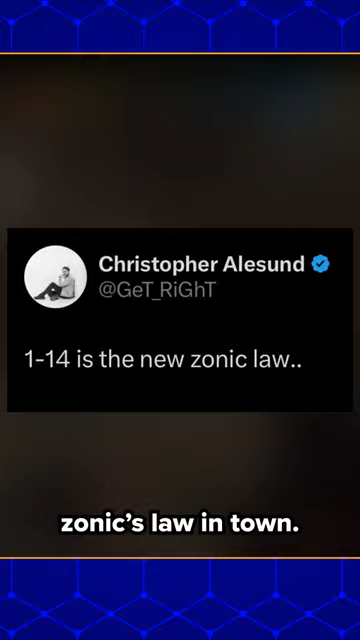 Christopher Alesund
@GeT_RiGhT
1-14 is the new zonic law..
zonic's law in town.